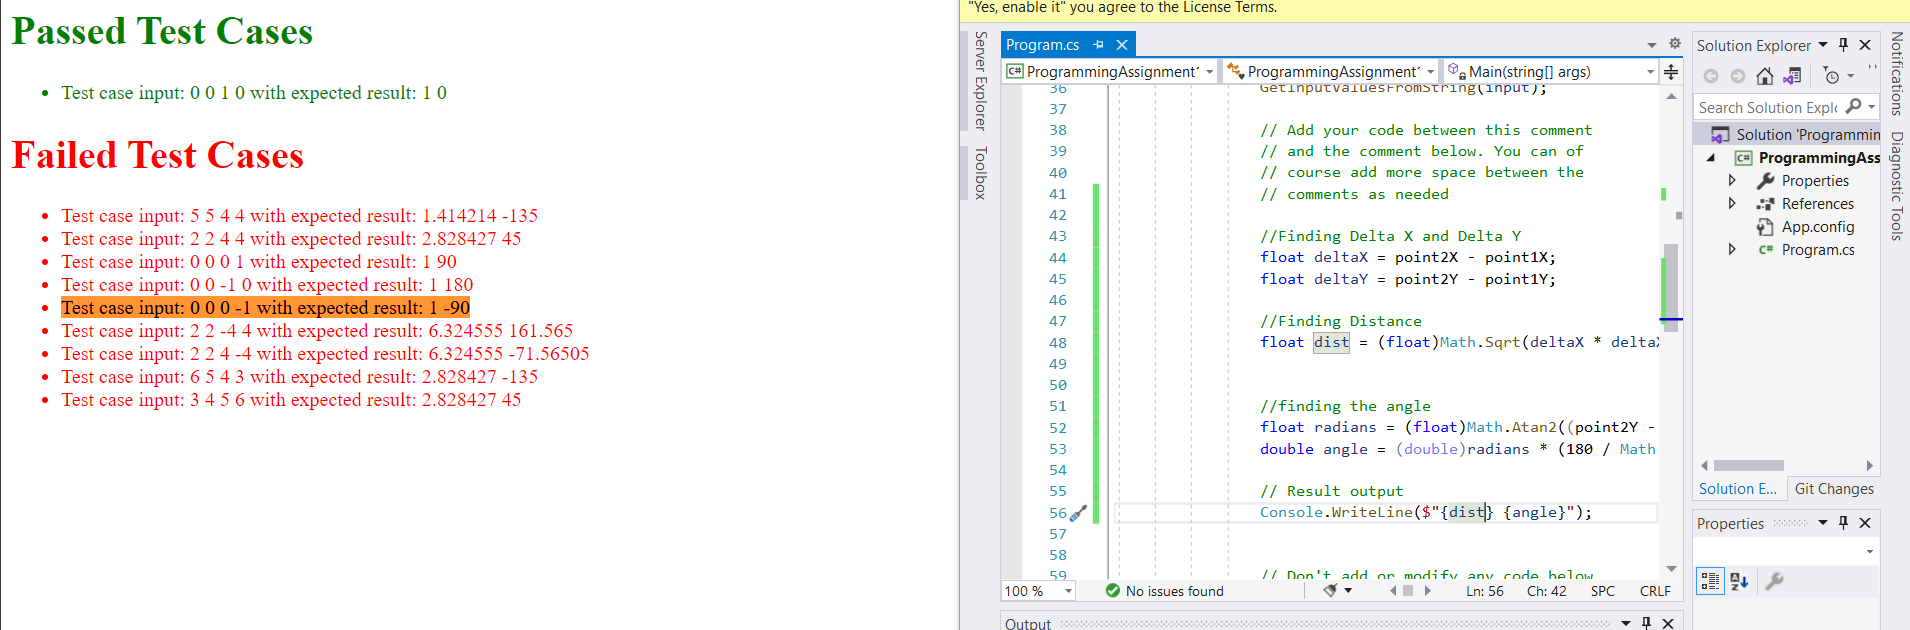 Passed Test Cases
Test case input: 0 0 1 0 with expected result: 1 0
Failed Test Cases
Test case input: 5 5 4 4 with expected result: 1.414214 -135
Test case input: 2 2 4 4 with expected result: 2.828427 45
Test case input: 0 0 0 1 with expected result: 1 90
Test case input: 0 0 -1 0 with expected result: 1 180
Test case input: 0 0 0 -1 with expected result: 1 -90
Test case input: 2 2 -4 4 with expected result: 6.324555 161.565
Test case input: 2 2 4 -4 with expected result: 6.324555 -71.56505
Test case input: 6 5 4 3 with expected result: 2.828427 -135
Test case input: 3 4 5 6 with expected result: 2.828427 45
"Yes, enable it" you agree to the License Terms.
Server Explorer
Toolbox
Program.cs
C# ProgrammingAssignment1
ProgrammingAssignment1
Main(string[] args)
36 GetInputValuesFromString(input);
37
38 // Add your code between this comment
39 // and the comment below. You can of
40 // course add more space between the
41 // comments as needed
42
43 //Finding Delta X and Delta Y
44 float deltaX = point2X - point1X;
45 float deltaY = point2Y - point1Y;
46
47 //Finding Distance
48 float dist = (float)Math.Sqrt(deltaX * deltaX
49
50
51 //finding the angle
52 float radians = (float)Math.Atan2((point2Y -
53 double angle = (double)radians * (180 / Math
54
55 // Result output
56 Console.WriteLine($"{dist} {angle}");
57
58
59 // Don't add or modify any code below
100 %
No issues found
Ln: 56 Ch: 42 SPC CRLF
Output
Solution Explorer
Search Solution Explo
Solution 'Programmin
C# ProgrammingAss
Properties
References
App.config
C# Program.cs
Solution E...
Git Changes
Properties
Notifications
Diagnostic Tools